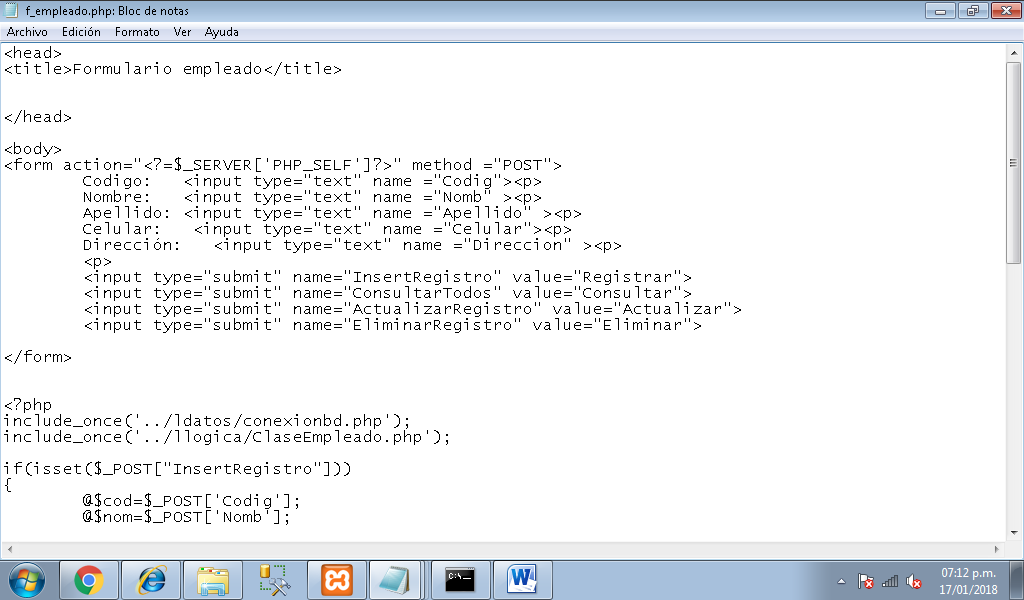 f_empleado.php: Bloc de notas
Archivo Edición Formato Ver Ayuda
<head>
<title>Formulario empleado</title>
</head>
<body>
<form action="<?=$_SERVER['PHP_SELF']?>" method ="POST">
Codigo: <input type="text" name ="Codig"><p>
Nombre: <input type="text" name ="Nomb" ><p>
Apellido: <input type="text" name ="Apellido" ><p>
Celular: <input type="text" name ="Celular"><p>
Dirección: <input type="text" name ="Direccion" ><p>
<p>
<input type="submit" name="InsertRegistro" value="Registrar">
<input type="submit" name="ConsultarTodos" value="Consultar">
<input type="submit" name="ActualizarRegistro" value="Actualizar">
<input type="submit" name="EliminarRegistro" value="Eliminar">
</form>
<?php
include_once('../ldatos/conexionbd.php');
include_once('../llogica/ClaseEmpleado.php');
if(isset($_POST["InsertRegistro"]))
{
@$cod=$_POST['Codig'];
@$nom=$_POST['Nomb'];
C:\_
W
07:12 p.m.
17/01/2018